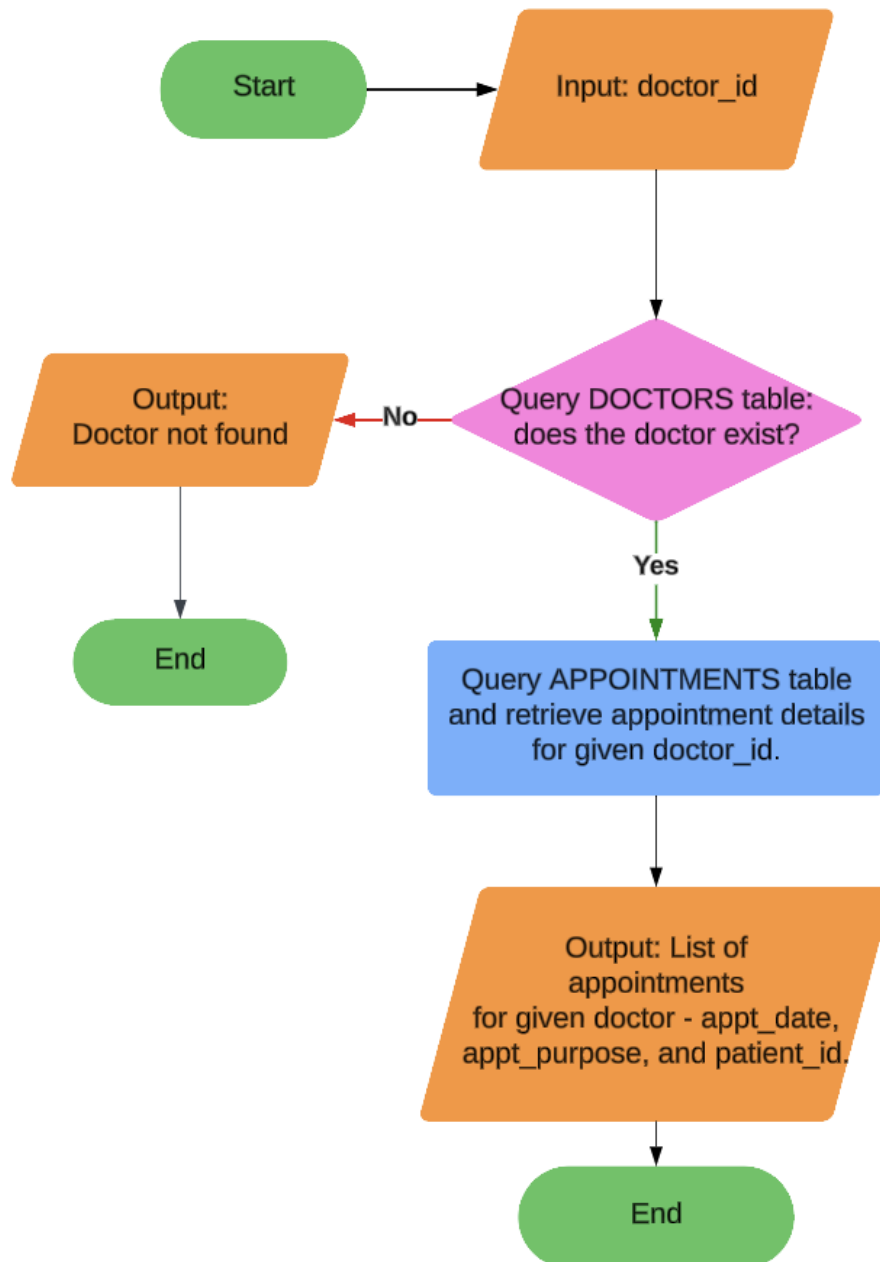 Start
Input: doctor_id
Query DOCTORS table:
does the doctor exist?
No
Output:
Doctor not found
End
Yes
Query APPOINTMENTS table
and retrieve appointment details
for given doctor_id.
Output: List of
appointments
for given doctor - appt_date,
appt_purpose, and patient_id.
End